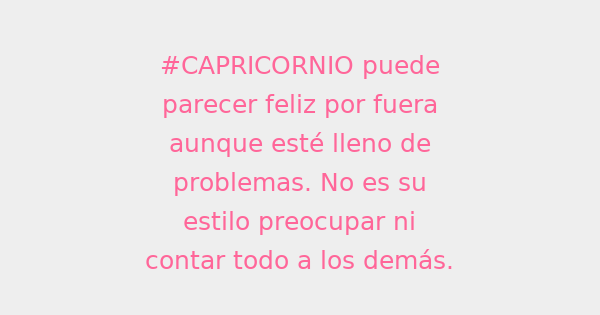 #CAPRICORNIO puede
parecer feliz por fuera
aunque esté lleno de
problemas. No es su
estilo preocupar ni
contar todo a los demás.